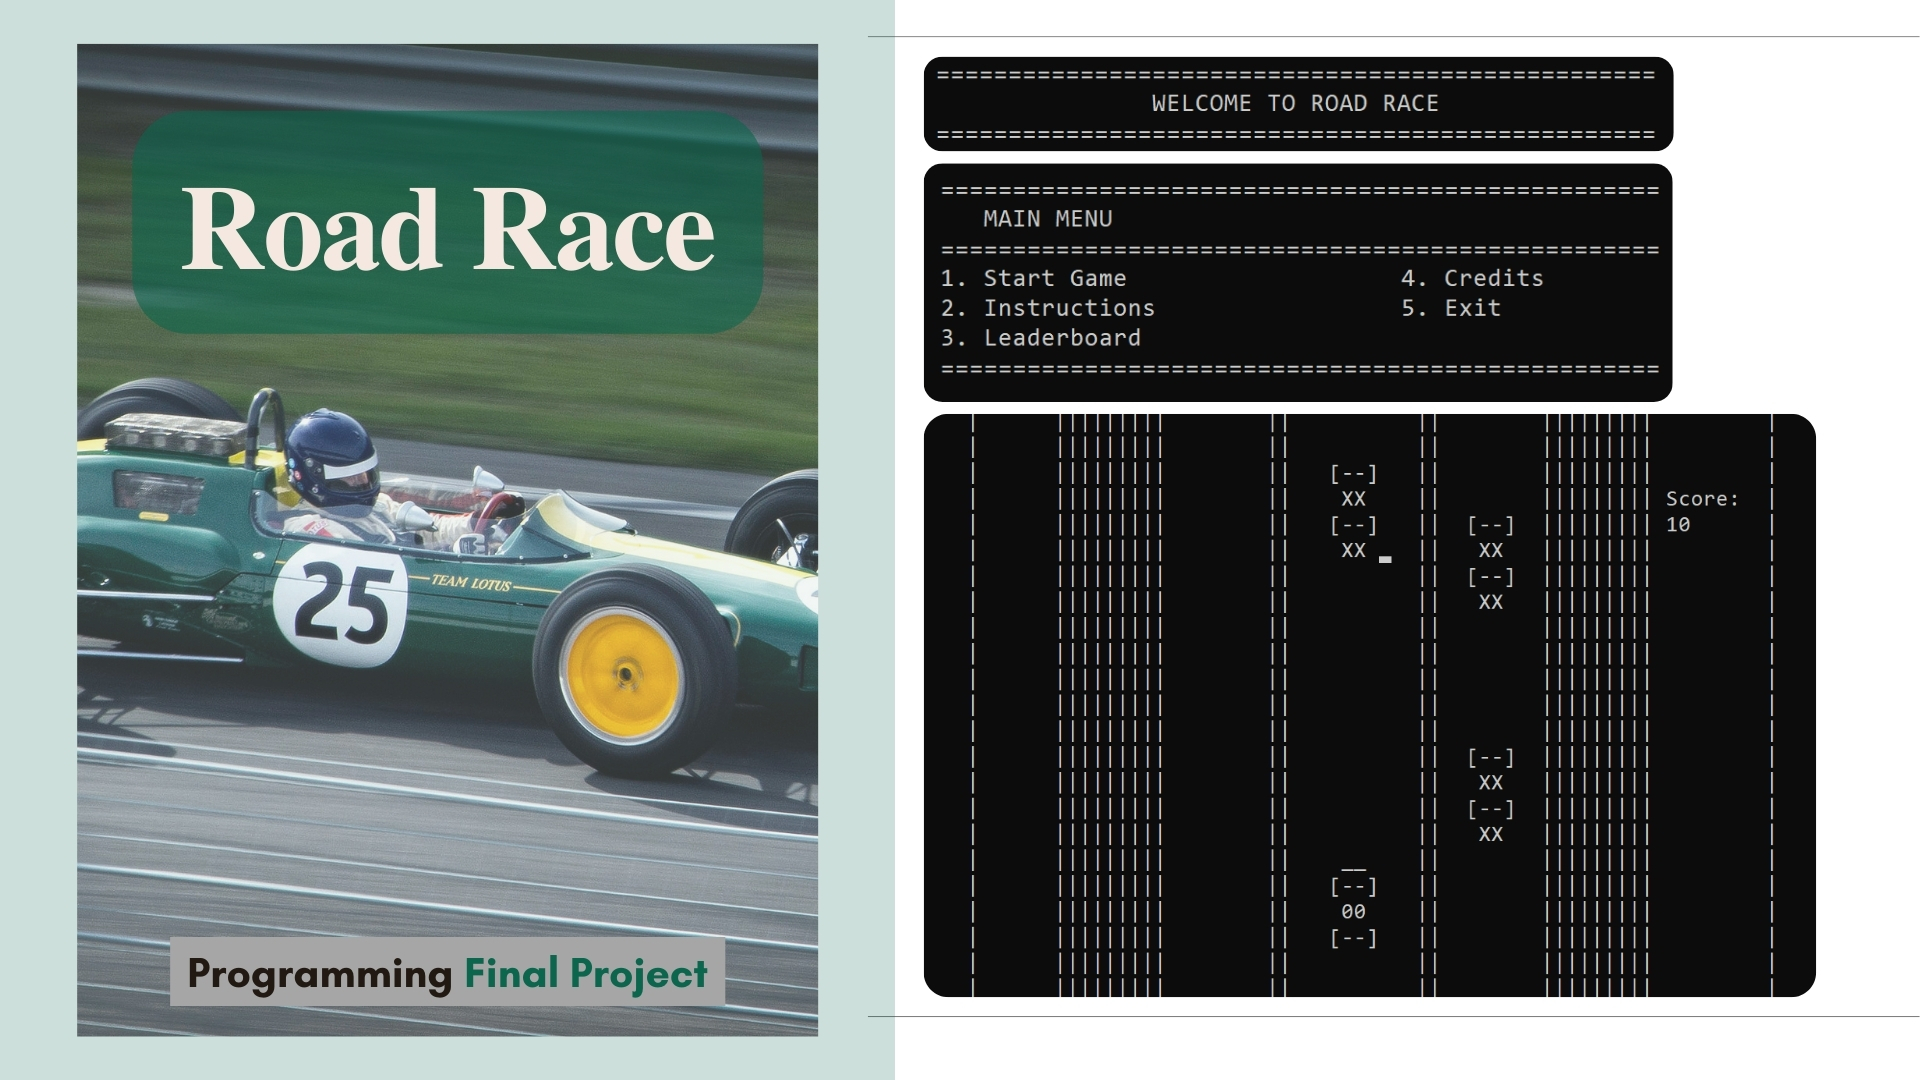 Road Race
25
TEAM LOTUS
Programming Final Project
==================================================
WELCOME TO ROAD RACE
==================================================
==================================================
MAIN MENU
==================================================
1. Start Game 4. Credits
2. Instructions 5. Exit
3. Leaderboard
==================================================
[--]
XX
Score:
[--] [--] 10
XX _ XX
[--]
XX
[--]
XX
[--]
XX
__
[--]
00
[--]